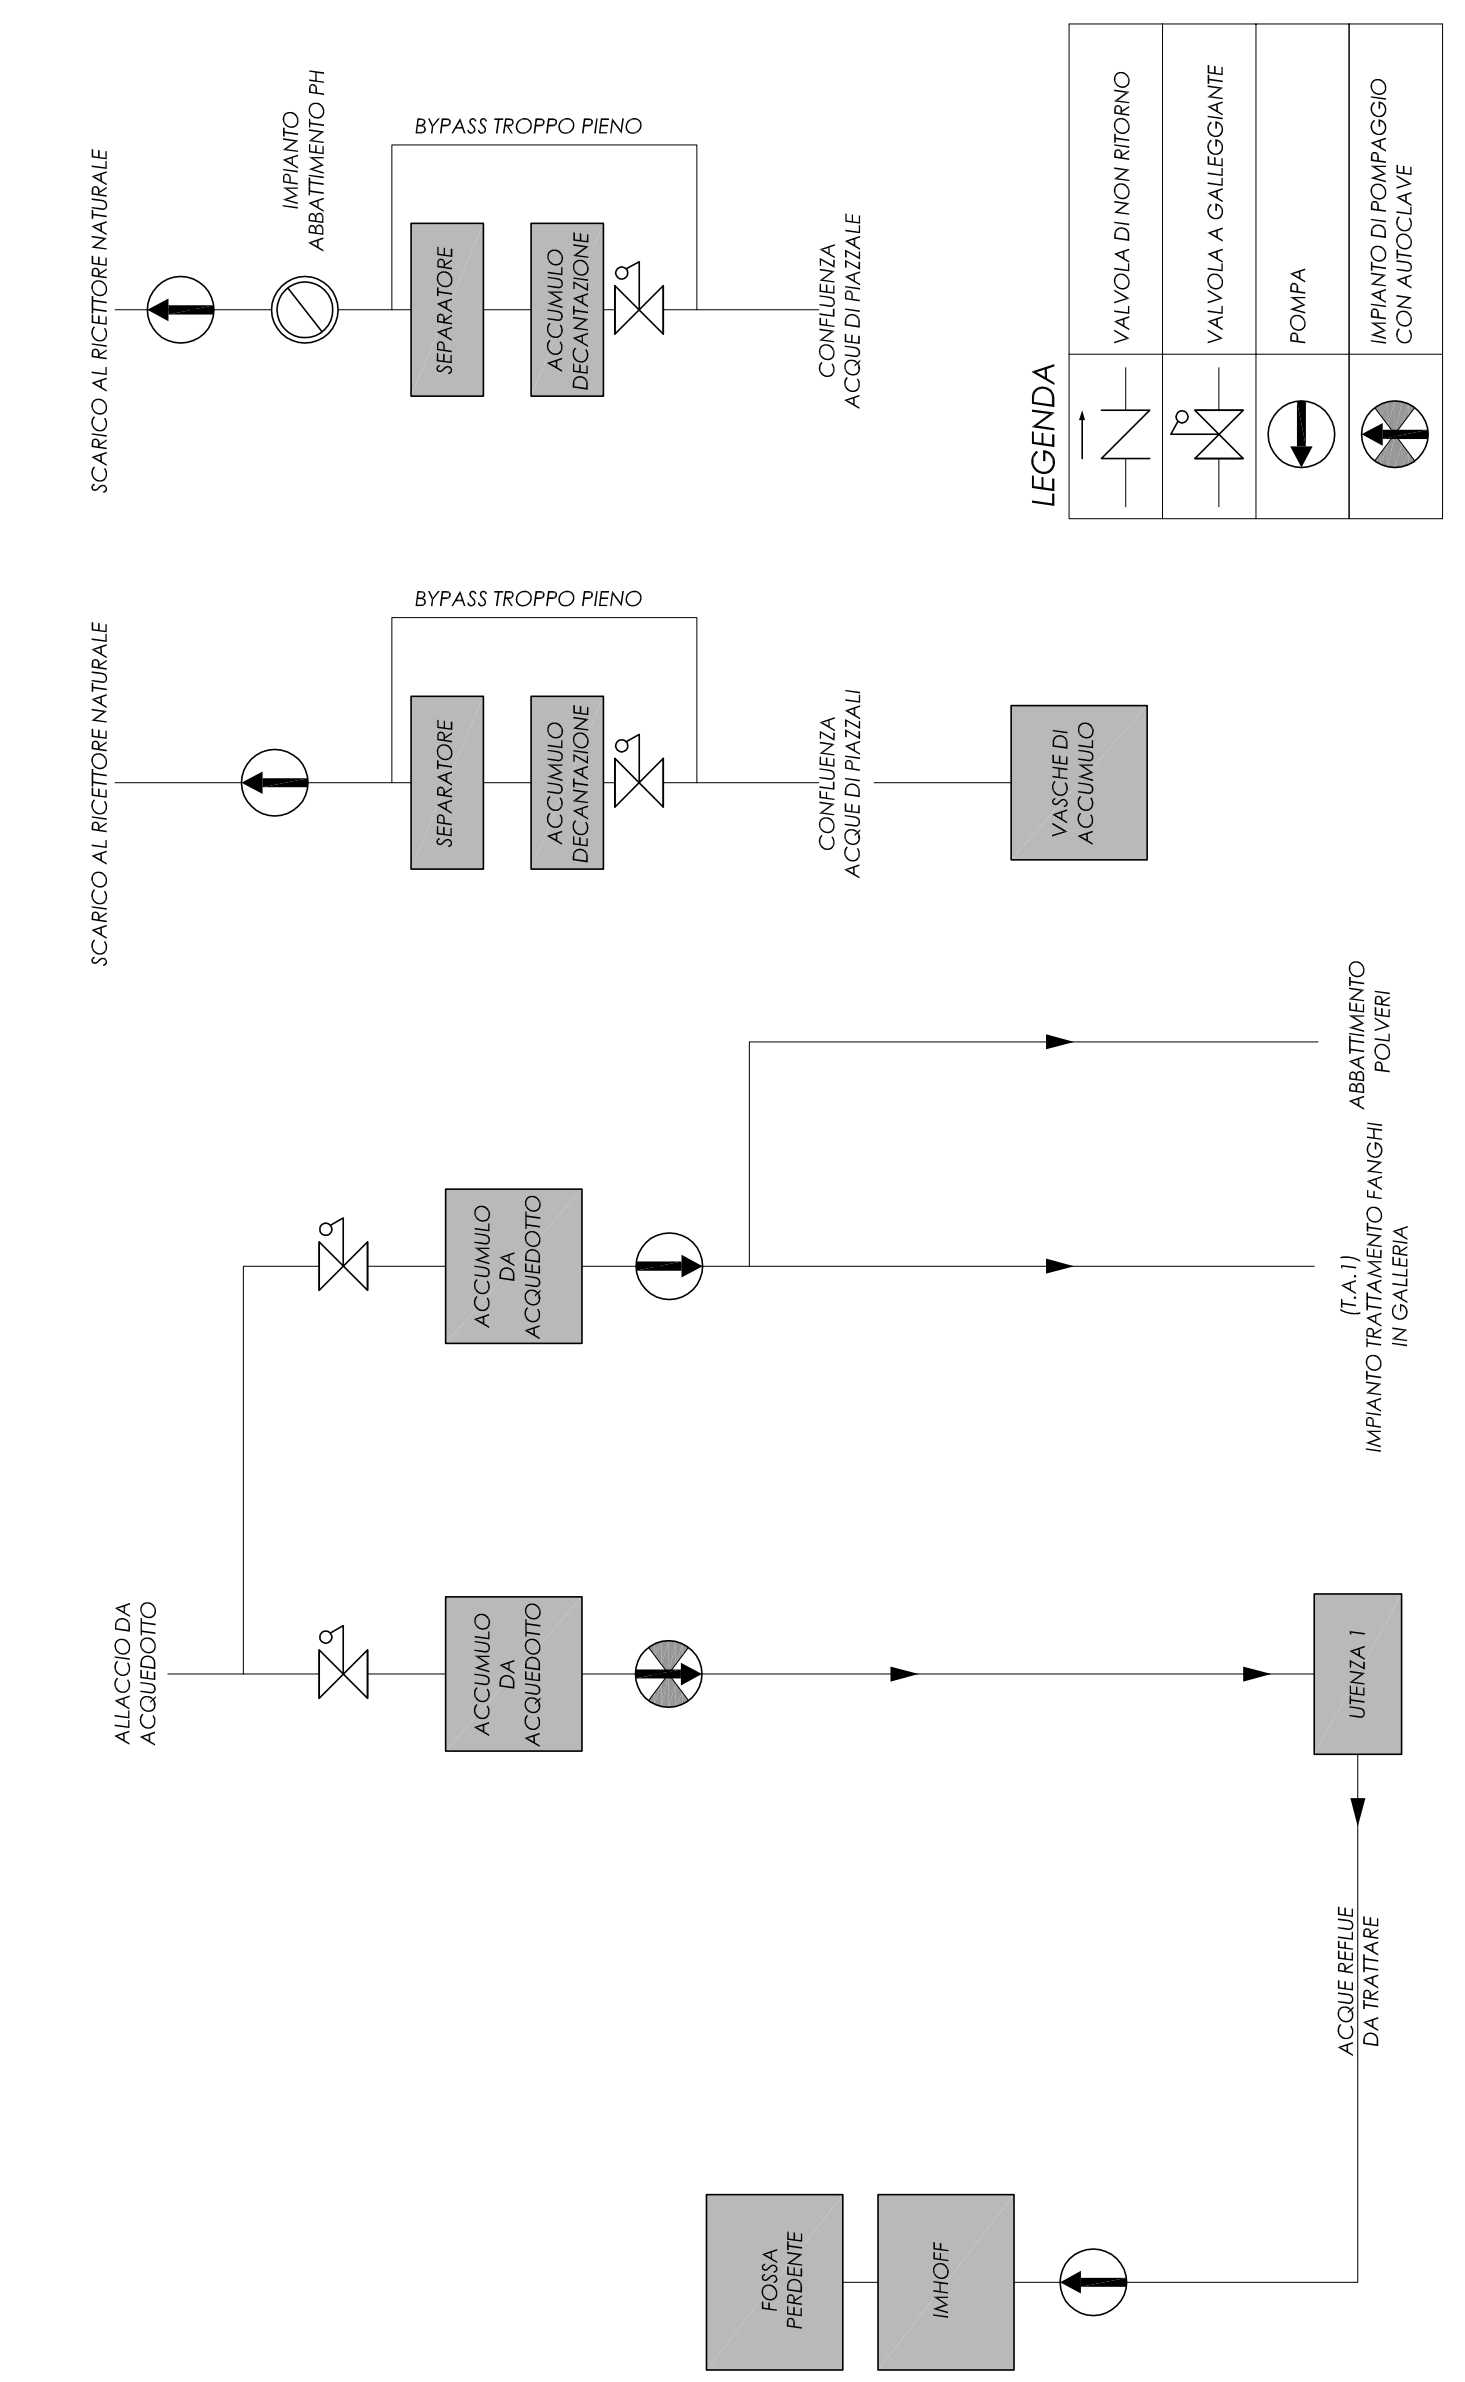 ALLACCIO DA
ACQUEDOTTO
ACCUMULO
DA
ACQUEDOTTO
UTENZA 1
ACQUE REFLUE
DA TRATTARE
FOSSA
PERDENTE
IMHOFF
ACCUMULO
DA
ACQUEDOTTO
(T.A.1)
IMPIANTO TRATTAMENTO FANGHI
IN GALLERIA
ABBATTIMENTO
POLVERI
SCARICO AL RICETTORE NATURALE
SEPARATORE
ACCUMULO
DECANTAZIONE
BYPASS TROPPO PIENO
CONFLUENZA
ACQUE DI PIAZZALI
VASCHE DI
ACCUMULO
SCARICO AL RICETTORE NATURALE
IMPIANTO
ABBATTIMENTO PH
SEPARATORE
ACCUMULO
DECANTAZIONE
BYPASS TROPPO PIENO
CONFLUENZA
ACQUE DI PIAZZALE
LEGENDA
VALVOLA DI NON RITORNO
VALVOLA A GALLEGGIANTE
POMPA
IMPIANTO DI POMPAGGIO
CON AUTOCLAVE